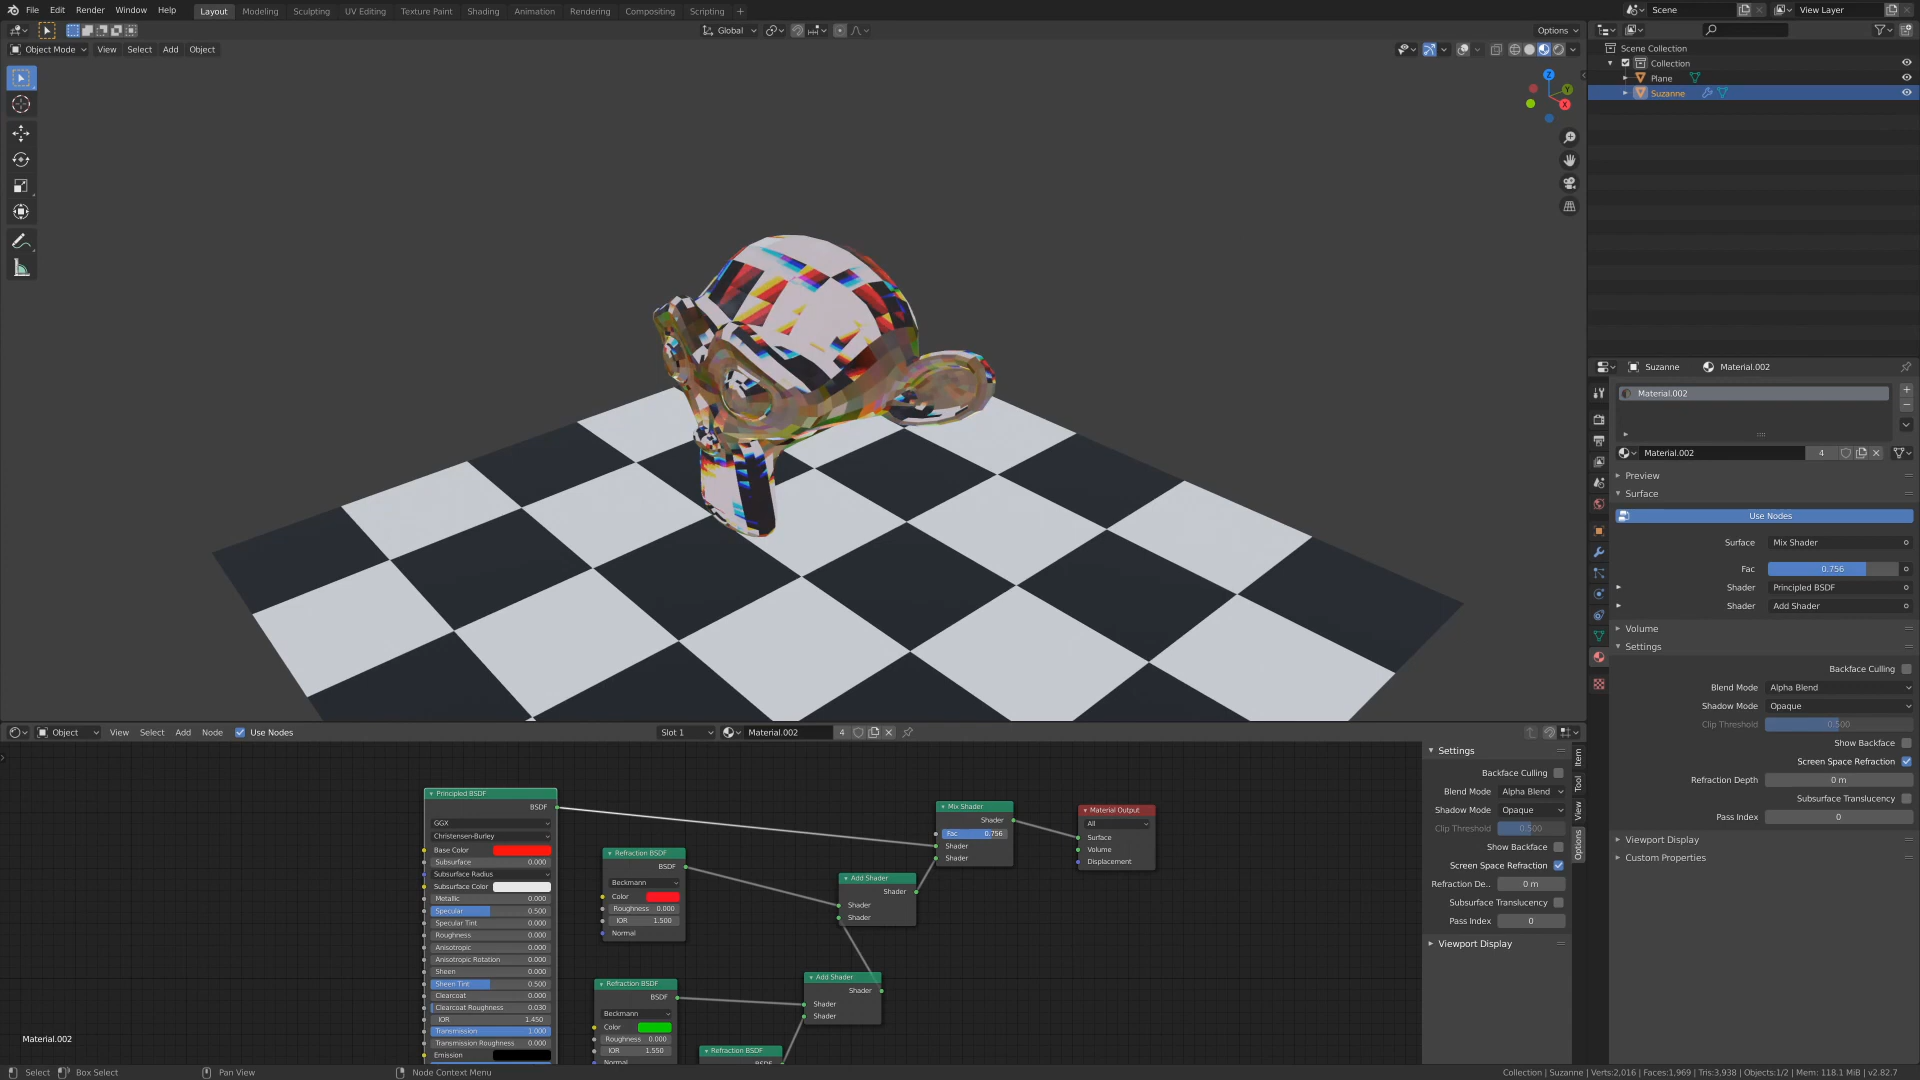 File Edit Render Window Help Layout Modeling Sculpting UV Editing Texture Paint Shading Animation Rendering Compositing Scripting + Scene View Layer
Global Options
Object Mode View Select Add Object
Z
Y
X
Scene Collection
Collection
Plane
Suzanne
Suzanne Material.002
Material.002
Material.002 4
Preview
Surface
Use Nodes
Surface Mix Shader
Fac 0.756
Shader Principled BSDF
Shader Add Shader
Volume
Settings
Backface Culling
Blend Mode Alpha Blend
Shadow Mode Opaque
Clip Threshold 0.500
Show Backface
Screen Space Refraction
Refraction Depth 0 m
Subsurface Translucency
Pass Index 0
Viewport Display
Custom Properties
Object View Select Add Node Use Nodes Slot 1 Material.002 4
Principled BSDF
BSDF
GGX
Christensen-Burley
Base Color
Subsurface 0.000
Subsurface Radius
Subsurface Color
Metallic 0.000
Specular 0.500
Specular Tint 0.000
Roughness 0.000
Anisotropic 0.000
Anisotropic Rotation 0.000
Sheen 0.000
Sheen Tint 0.500
Clearcoat 0.000
Clearcoat Roughness 0.030
IOR 1.450
Transmission 1.000
Transmission Roughness 0.000
Emission
Refraction BSDF
BSDF
Beckmann
Color
Roughness 0.000
IOR 1.500
Normal
Refraction BSDF
BSDF
Beckmann
Color
Roughness 0.000
IOR 1.550
Normal
Refraction BSDF
BSDF
Add Shader
Shader
Shader
Shader
Add Shader
Shader
Shader
Shader
Mix Shader
Shader
Fac 0.756
Shader
Shader
Material Output
All
Surface
Volume
Displacement
Settings
Backface Culling
Blend Mode Alpha Blend
Shadow Mode Opaque
Clip Threshold 0.500
Show Backface
Screen Space Refraction
Refraction De.. 0 m
Subsurface Translucency
Pass Index 0
Viewport Display
Item
Tool
View
Options
Material.002
Select Box Select Pan View Node Context Menu Collection | Suzanne | Verts:2,016 | Faces:1,969 | Tris:3,938 | Objects:1/2 | Mem: 118.1 MiB | v2.82.7